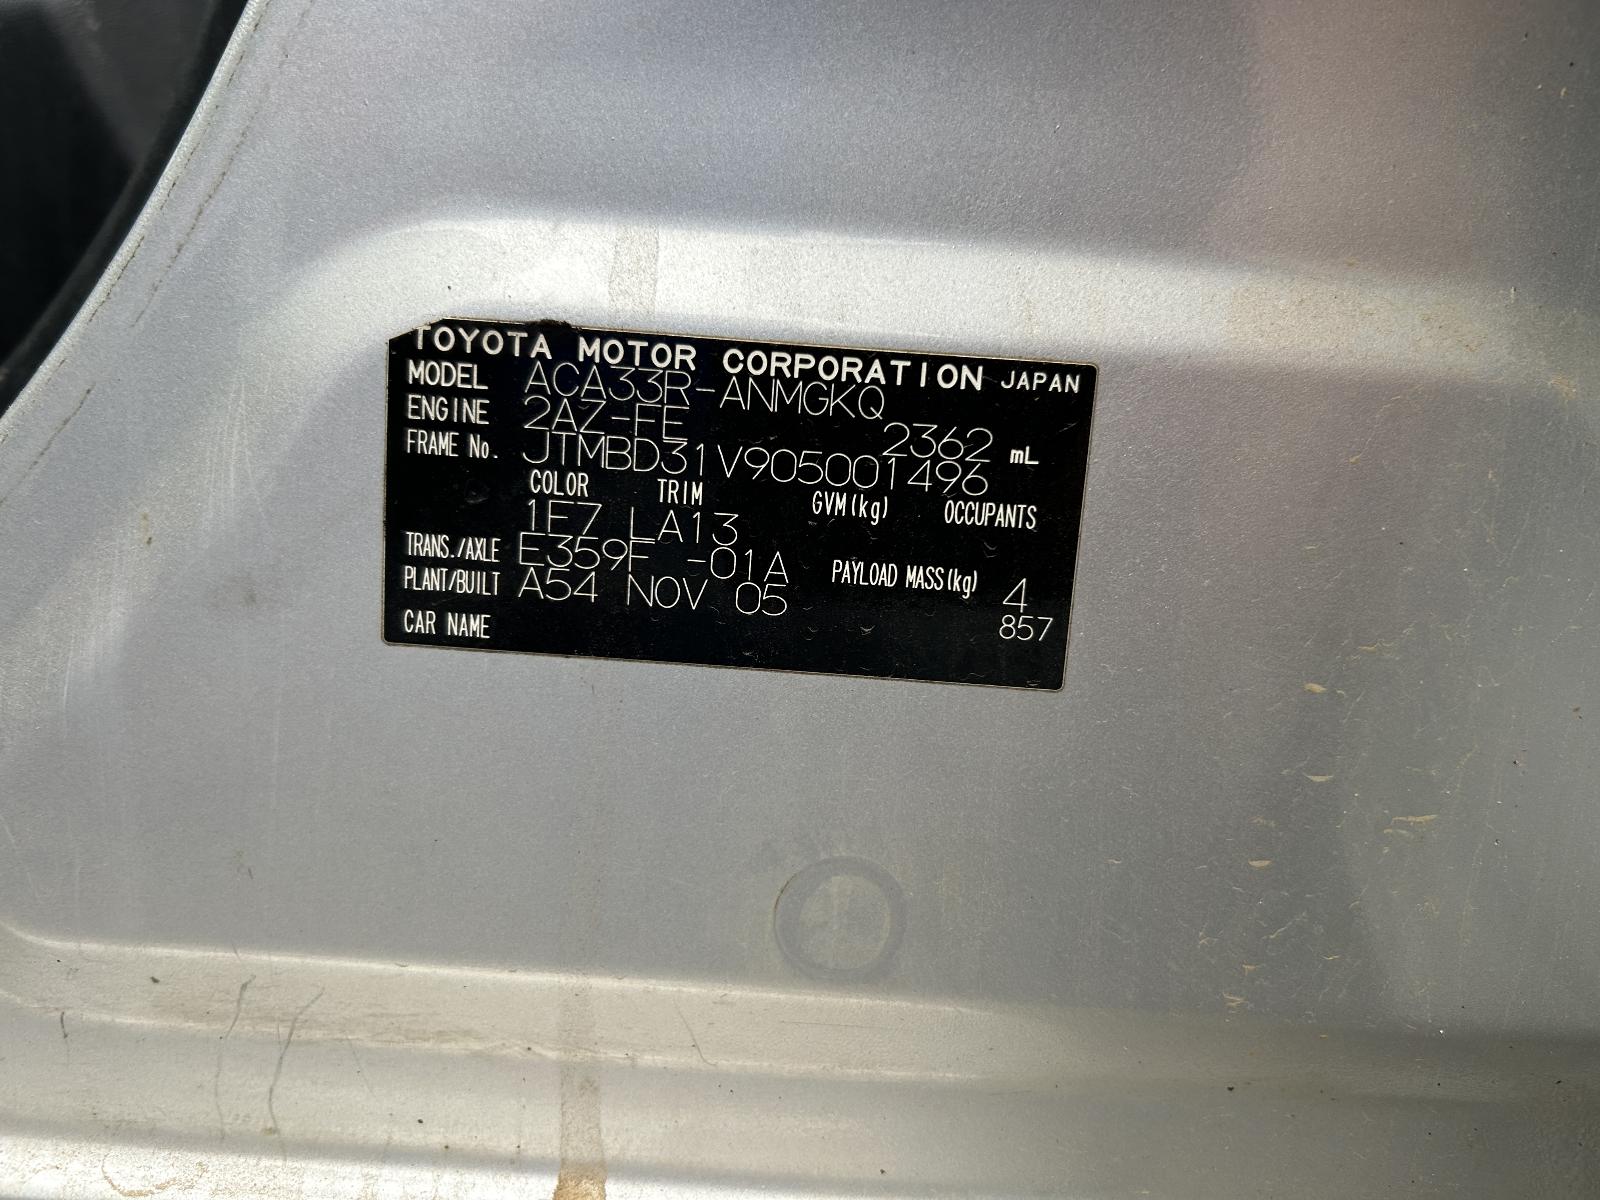 TOYOTA MOTOR CORPORATION JAPAN
MODEL ACA33R-ANMGKQ
ENGINE 2AZ-FE 2362 mL
FRAME No. JTMBD31V905001496
COLOR TRIM GVM(kg) OCCUPANTS
1E7 LA13
TRANS./AXLE E359F -01A PAYLOAD MASS(kg) 4
PLANT/BUILT A54 NOV 05 857
CAR NAME